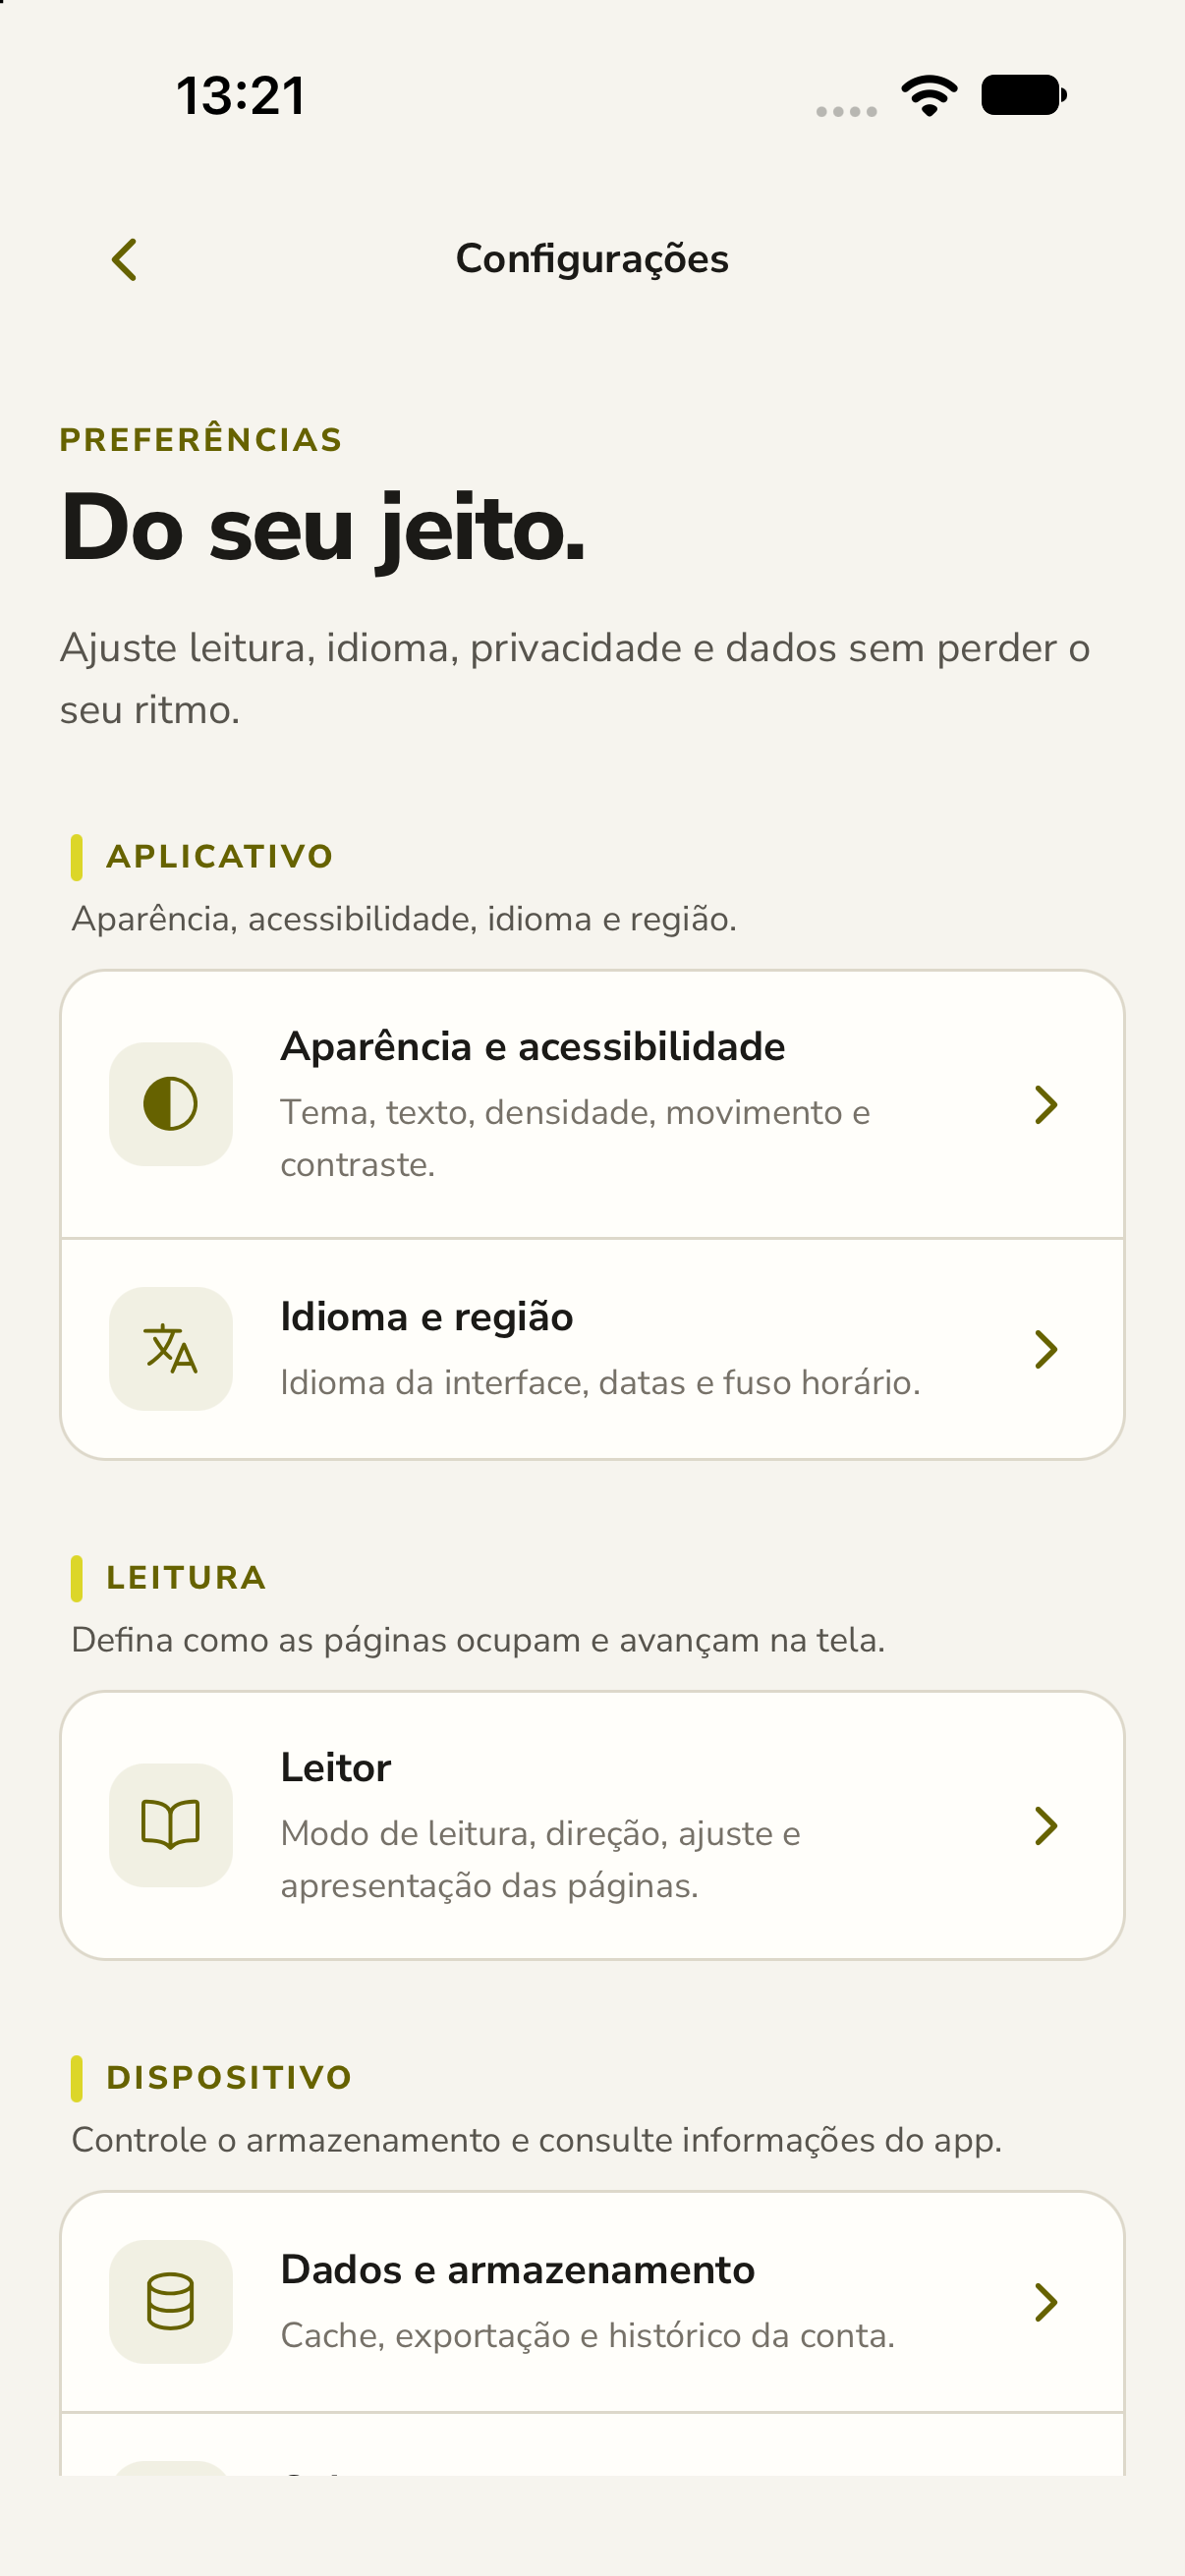 13:21
Configurações
PREFERÊNCIAS
Do seu jeito.
Ajuste leitura, idioma, privacidade e dados sem perder o
seu ritmo.
APLICATIVO
Aparência, acessibilidade, idioma e região.
Aparência e acessibilidade
Tema, texto, densidade, movimento e
contraste.
Idioma e região
Idioma da interface, datas e fuso horário.
LEITURA
Defina como as páginas ocupam e avançam na tela.
Leitor
Modo de leitura, direção, ajuste e
apresentação das páginas.
DISPOSITIVO
Controle o armazenamento e consulte informações do app.
Dados e armazenamento
Cache, exportação e histórico da conta.